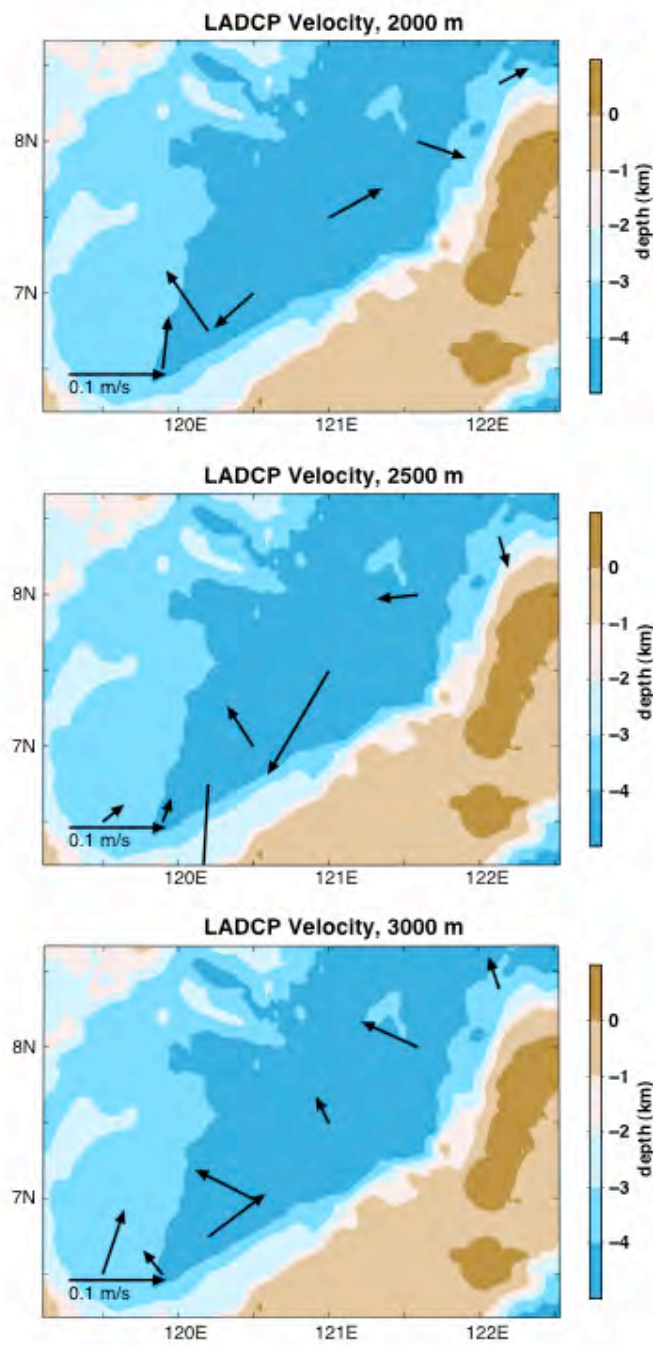 LADCP Velocity, 2000 m
8N
7N
0.1 m/s
120E 121E 122E
0
−1
−2
−3
−4
depth (km)
LADCP Velocity, 2500 m
8N
7N
0.1 m/s
120E 121E 122E
0
−1
−2
−3
−4
depth (km)
LADCP Velocity, 3000 m
8N
7N
0.1 m/s
120E 121E 122E
0
−1
−2
−3
−4
depth (km)